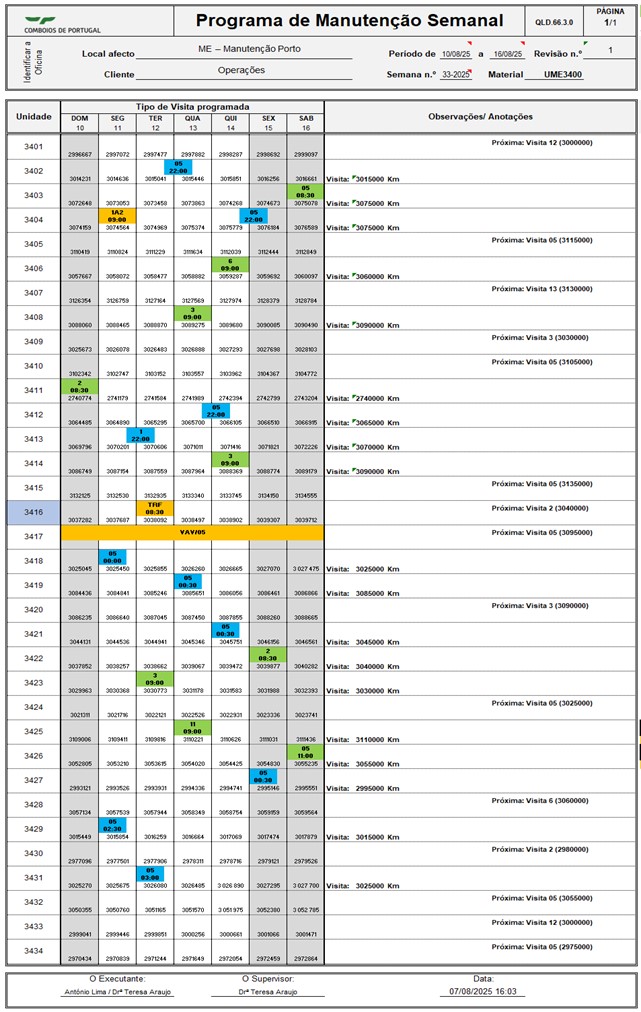 COMBOIOS DE PORTUGAL
Programa de Manutenção Semanal
QLD.66.3.0
PÁGINA
1/1
Identificar a Oficina
Local afecto ME – Manutenção Porto
Cliente Operações
Período de 10/08/25 a 16/08/25 Revisão n.º 1
Semana n.º 33-2025 Material UME3400
Unidade Tipo de Visita programada Observações/ Anotações
DOM SEG TER QUA QUI SEX SAB
10 11 12 13 14 15 16
3401 Próxima: Visita 12 (3000000)
2996667 2997072 2997477 2997882 2998287 2998692 2999097
3402 05 22:00
3014231 3014636 3015041 3015446 3015851 3016256 3016661 Visita: 3015000 Km
3403 05 08:30
3072648 3073053 3073458 3073863 3074268 3074673 3075078 Visita: 3075000 Km
3404 1A2 09:00 05 22:00
3074159 3074564 3074969 3075374 3075779 3076184 3076589 Visita: 3075000 Km
3405 Próxima: Visita 05 (3115000)
3110419 3110824 3111229 3111634 3112039 3112444 3112849
3406 6 09:00
3057667 3058072 3058477 3058882 3059287 3059692 3060097 Visita: 3060000 Km
3407 Próxima: Visita 13 (3130000)
3126354 3126759 3127164 3127569 3127974 3128379 3128784
3408 3 09:00
3088060 3088465 3088870 3089275 3089680 3090085 3090490 Visita: 3090000 Km
3409 Próxima: Visita 3 (3030000)
3025673 3026078 3026483 3026888 3027293 3027698 3028103
3410 Próxima: Visita 05 (3105000)
3102342 3102747 3103152 3103557 3103962 3104367 3104772
3411 2 08:30
2740774 2741179 2741584 2741989 2742394 2742799 2743204 Visita: 2740000 Km
3412 05 22:00
3064485 3064890 3065295 3065700 3066105 3066510 3066915 Visita: 3065000 Km
3413 1 22:00
3069796 3070201 3070606 3071011 3071416 3071821 3072226 Visita: 3070000 Km
3414 3 09:00
3086749 3087154 3087559 3087964 3088369 3088774 3089179 Visita: 3090000 Km
3415 Próxima: Visita 05 (3135000)
3132125 3132530 3132935 3133340 3133745 3134150 3134555
3416 TRF 08:30 Próxima: Visita 2 (3040000)
3037282 3037687 3038092 3038497 3038902 3039307 3039712
3417 VAV/05 Próxima: Visita 05 (3095000)
3418 05 00:00
3025045 3025450 3025855 3026260 3026665 3027070 3 027 475 Visita: 3025000 Km
3419 05 00:30
3084436 3084841 3085246 3085651 3086056 3086461 3086866 Visita: 3085000 Km
3420 Próxima: Visita 3 (3090000)
3086235 3086640 3087045 3087450 3087855 3088260 3088665
3421 05 00:30
3044131 3044536 3044941 3045346 3045751 3046156 3046561 Visita: 3045000 Km
3422 2 08:30
3037852 3038257 3038662 3039067 3039472 3039877 3040282 Visita: 3040000 Km
3423 3 09:00
3029963 3030368 3030773 3031178 3031583 3031988 3032393 Visita: 3030000 Km
3424 Próxima: Visita 05 (3025000)
3021311 3021716 3022121 3022526 3022931 3023336 3023741
3425 11 09:00
3109006 3109411 3109816 3110221 3110626 3111031 3111436 Visita: 3110000 Km
3426 05 11:00
3052805 3053210 3053615 3054020 3054425 3054830 3055235 Visita: 3055000 Km
3427 05 00:30
2993121 2993526 2993931 2994336 2994741 2995146 2995551 Visita: 2995000 Km
3428 Próxima: Visita 6 (3060000)
3057134 3057539 3057944 3058349 3058754 3059159 3059564
3429 05 02:30
3015449 3015854 3016259 3016664 3017069 3017474 3017879 Visita: 3015000 Km
3430 Próxima: Visita 2 (2980000)
2977096 2977501 2977906 2978311 2978716 2979121 2979526
3431 05 03:00
3025270 3025675 3026080 3026485 3 026 890 3027295 3 027 700 Visita: 3025000 Km
3432 Próxima: Visita 05 (3055000)
3050355 3050760 3051165 3051570 3 051 975 3052380 3 052 785
3433 Próxima: Visita 12 (3000000)
2999041 2999446 2999851 3000256 3000661 3001066 3001471
3434 Próxima: Visita 05 (2975000)
2970434 2970839 2971244 2971649 2972054 2972459 2972864
O Executante: O Supervisor: Data:
António Lima / Drª Teresa Araujo Drª Teresa Araujo 07/08/2025 16:03